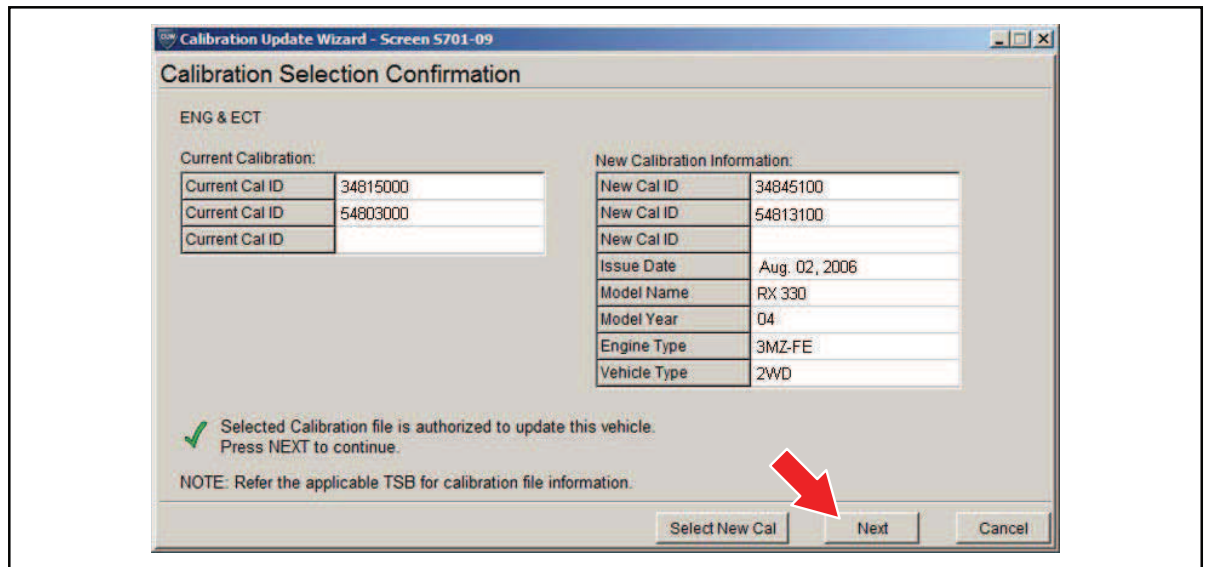 Calibration Update Wizard - Screen S701-09
Calibration Selection Confirmation
ENG & ECT
Current Calibration:
Current Cal ID 34815000
Current Cal ID 54803000
Current Cal ID
New Calibration Information:
New Cal ID 34845100
New Cal ID 54813100
New Cal ID
Issue Date Aug. 02, 2006
Model Name RX 330
Model Year 04
Engine Type 3MZ-FE
Vehicle Type 2WD
Selected Calibration file is authorized to update this vehicle.
Press NEXT to continue.
NOTE: Refer the applicable TSB for calibration file information.
Select New Cal Next Cancel